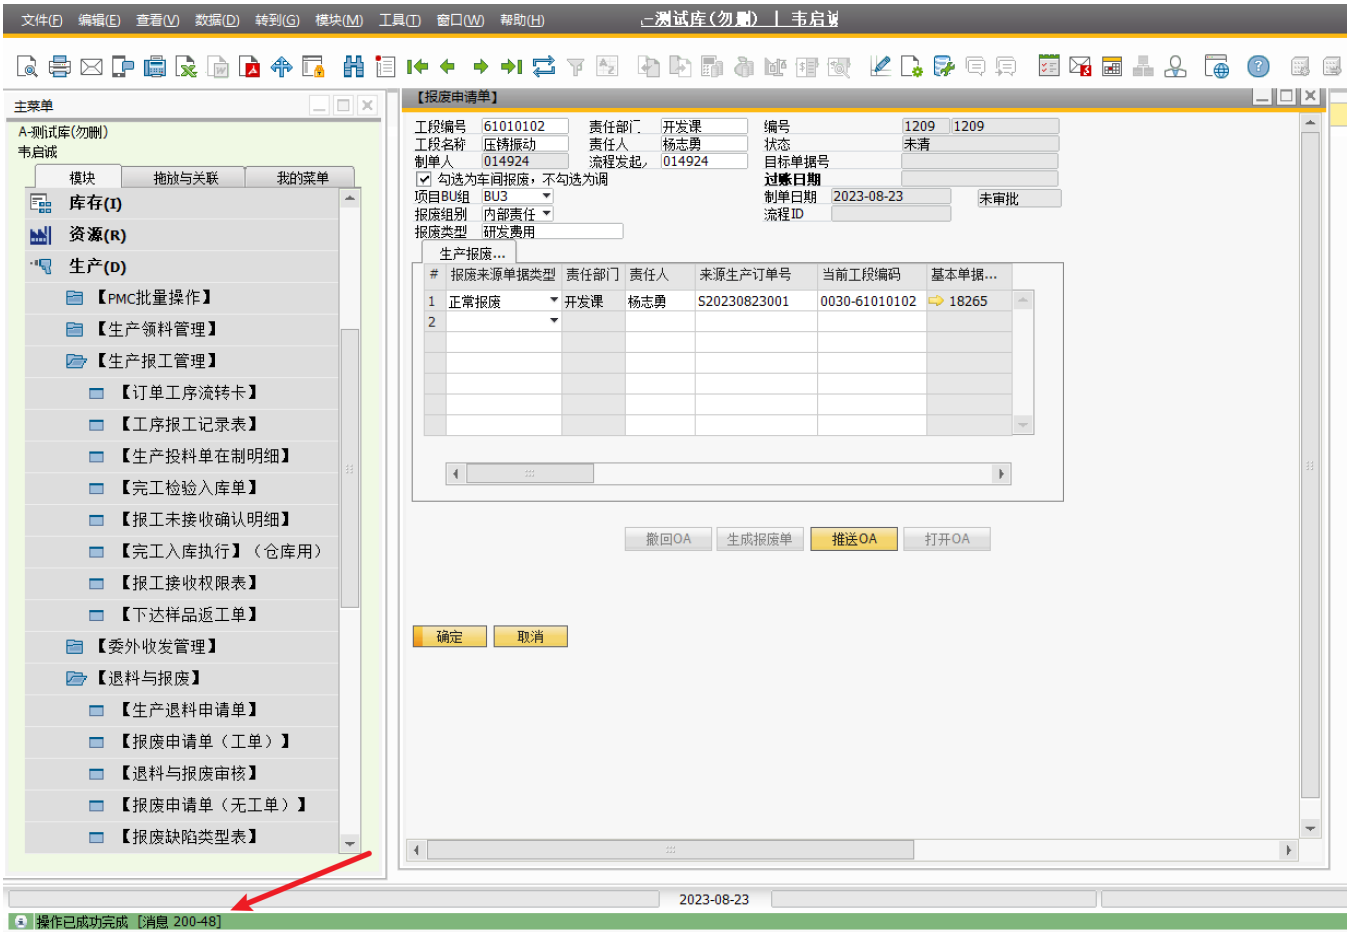 文件(F) 编辑(E) 查看(V) 数据(D) 转到(G) 模块(M) 工具(T) 窗口(W) 帮助(H) 测试库(勿删) | 韦启诚
主菜单
A-测试库(勿删)
韦启诚
模块 拖放与关联 我的菜单
库存(I)
资源(R)
生产(D)
【PMC批量操作】
【生产领料管理】
【生产报工管理】
【订单工序流转卡】
【工序报工记录表】
【生产投料单在制明细】
【完工检验入库单】
【报工未接收确认明细】
【完工入库执行】（仓库用）
【报工接收权限表】
【下达样品返工单】
【委外收发管理】
【退料与报废】
【生产退料申请单】
【报废申请单（工单）】
【退料与报废审核】
【报废申请单（无工单）】
【报废缺陷类型表】
【报废申请单】
工段编号 61010102 责任部门 开发课 编号 1209 1209
工段名称 压铸振动 责任人 杨志勇 状态 未清
制单人 014924 流程发起 014924 目标单据号
勾选为车间报废，不勾选为调 过账日期
项目BU组 BU3 制单日期 2023-08-23 未审批
报废组别 内部责任 流程ID
报废类型 研发费用
生产报废...
# 报废来源单据类型 责任部门 责任人 来源生产订单号 当前工段编码 基本单据...
1 正常报废 开发课 杨志勇 S20230823001 0030-61010102 18265
2
撤回OA 生成报废单 推送OA 打开OA
确定 取消
2023-08-23
操作已成功完成 [消息 200-48]